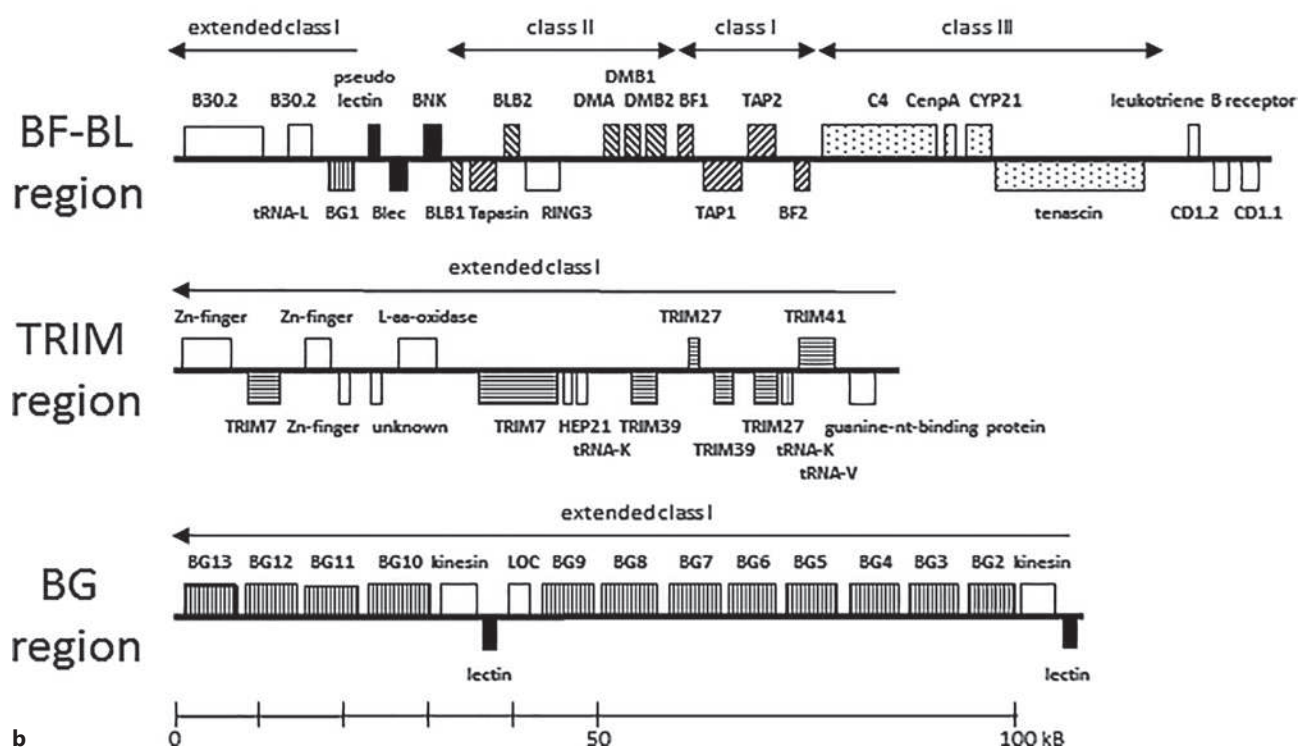 extended class I class II class I class III
pseudo DMB1
B30.2 B30.2 lectin BNK BLB2 DMA DMB2 BF1 TAP2 C4 CenpA CYP21 leukotriene B receptor
BF-BL
region
tRNA-L BG1 Blec BLB1 Tapasin RING3 TAP1 BF2 tenascin CD1.2 CD1.1
extended class I
Zn-finger Zn-finger L-aa-oxidase TRIM27 TRIM41
TRIM
region
TRIM7 Zn-finger unknown TRIM7 HEP21 TRIM39 TRIM27 guanine-nt-binding protein
tRNA-K TRIM39 tRNA-K
tRNA-V
extended class I
BG13 BG12 BG11 BG10 kinesin LOC BG9 BG8 BG7 BG6 BG5 BG4 BG3 BG2 kinesin
BG
region
lectin lectin
b 0 50 100 kB